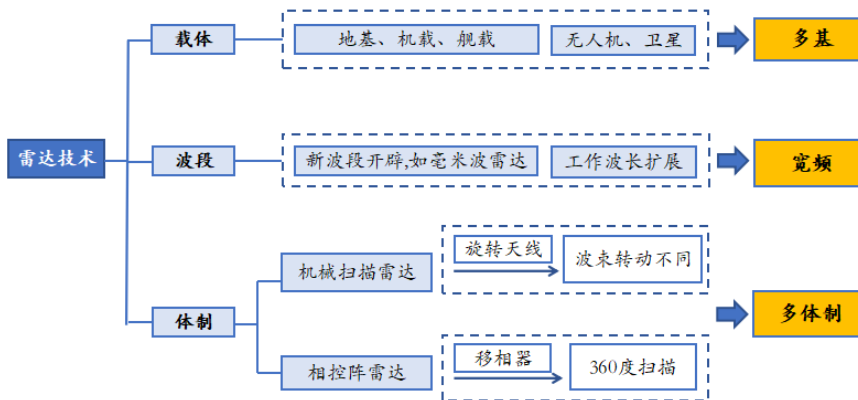 雷达技术
载体
地基、机载、舰载
无人机、卫星
多基
波段
新波段开辟,如毫米波雷达
工作波长扩展
宽频
体制
机械扫描雷达
旋转天线
波束转动不同
相控阵雷达
移相器
360度扫描
多体制